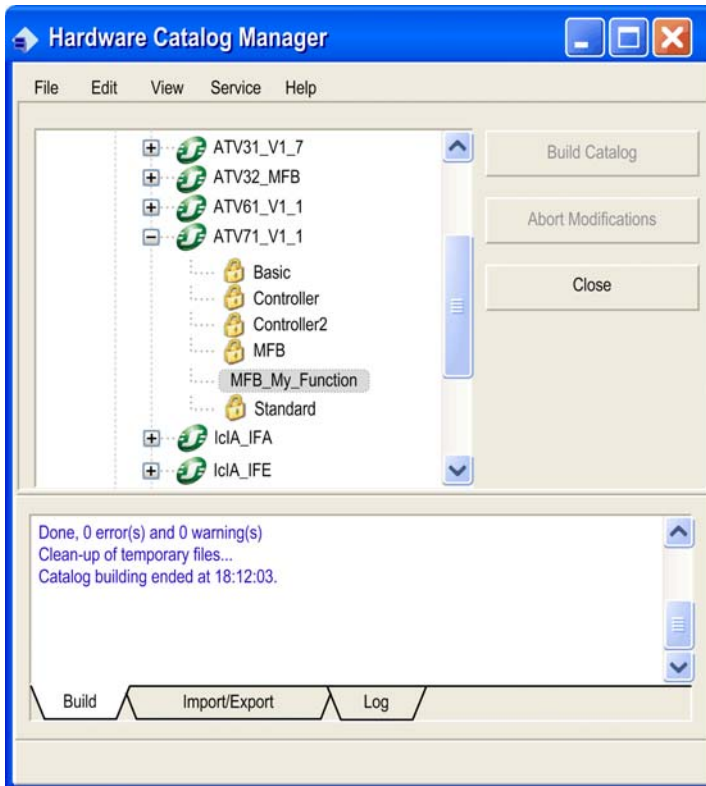 Hardware Catalog Manager
File Edit View Service Help
ATV31_V1_7
ATV32_MFB
ATV61_V1_1
ATV71_V1_1
Basic
Controller
Controller2
MFB
MFB_My_Function
Standard
IclA_IFA
IclA_IFE
Build Catalog
Abort Modifications
Close
Done, 0 error(s) and 0 warning(s)
Clean-up of temporary files...
Catalog building ended at 18:12:03.
Build Import/Export Log